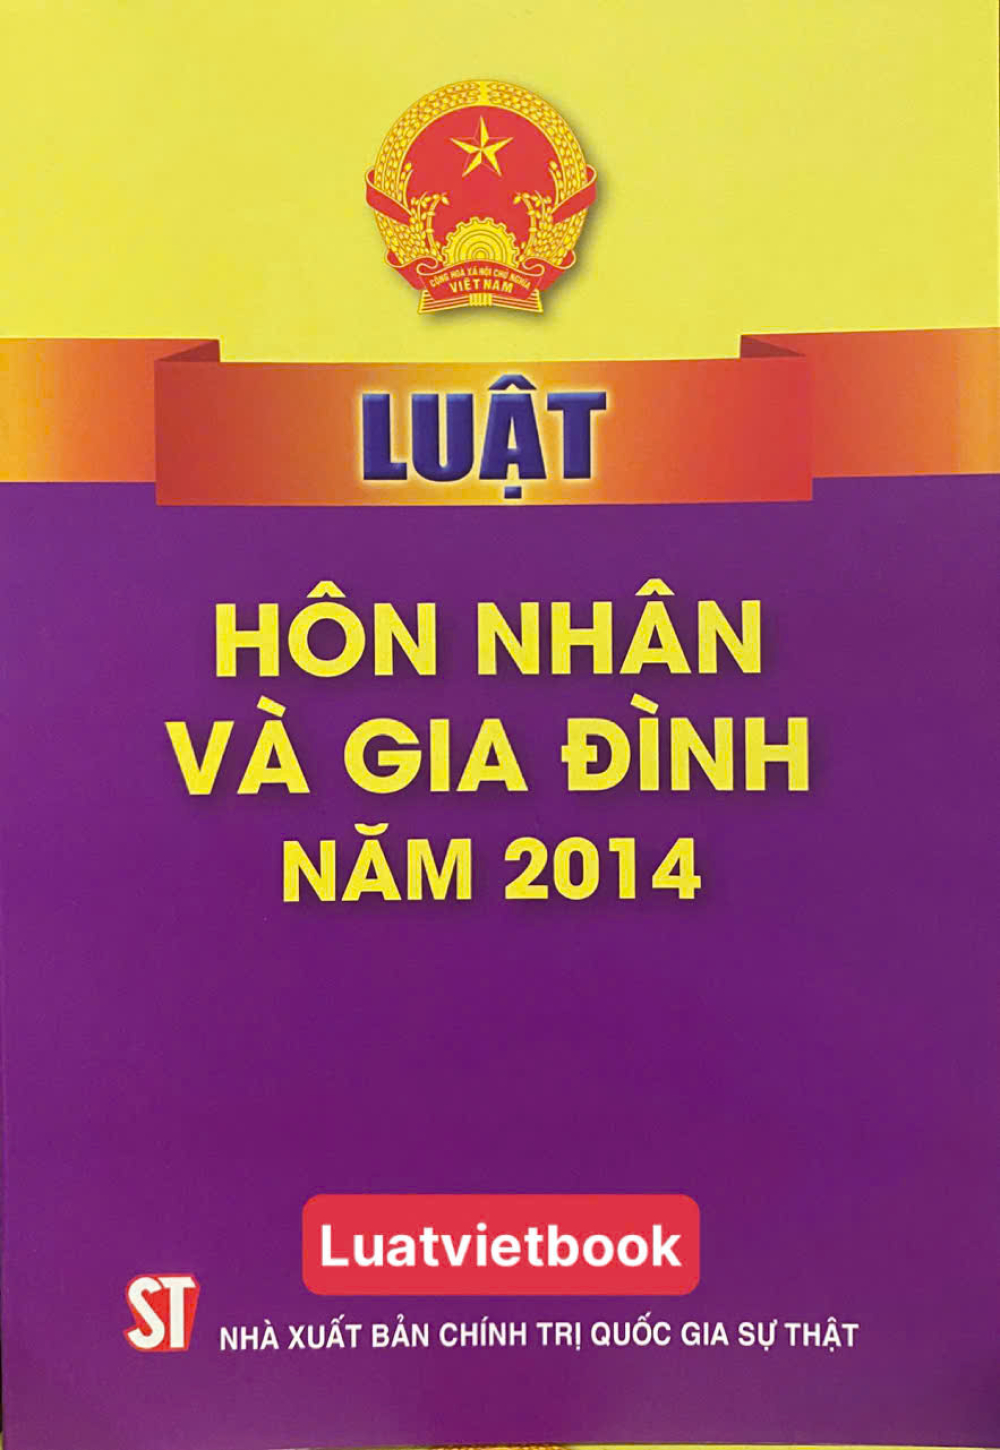 CỘNG HÒA XÃ HỘI CHỦ NGHĨA
VIỆT NAM
LUẬT
HÔN NHÂN
VÀ GIA ĐÌNH
NĂM 2014
Luatvietbook
ST
NHÀ XUẤT BẢN CHÍNH TRỊ QUỐC GIA SỰ THẬT